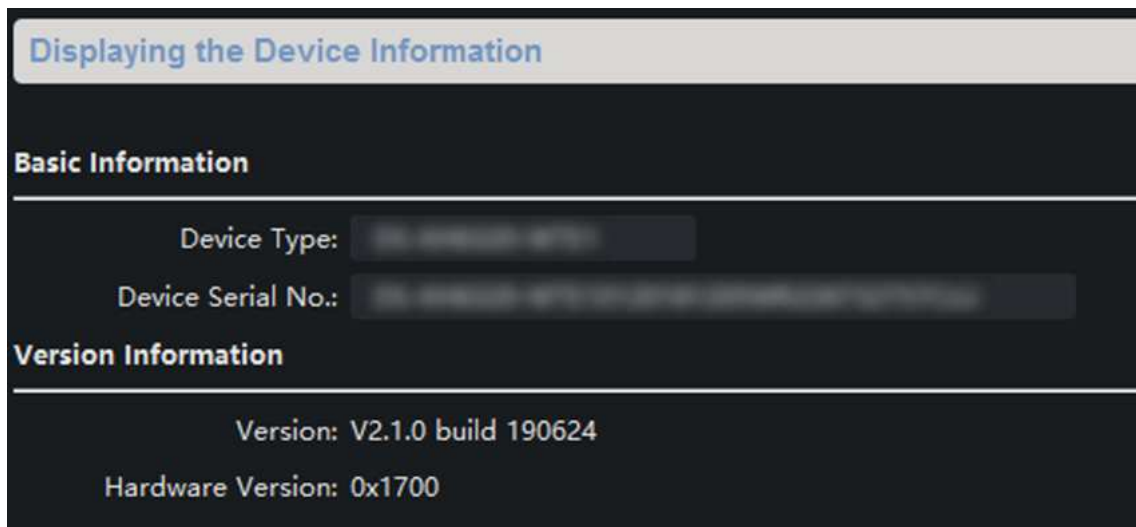 Displaying the Device Information
Basic Information
Device Type:
Device Serial No.:
Version Information
Version: V2.1.0 build 190624
Hardware Version: 0x1700